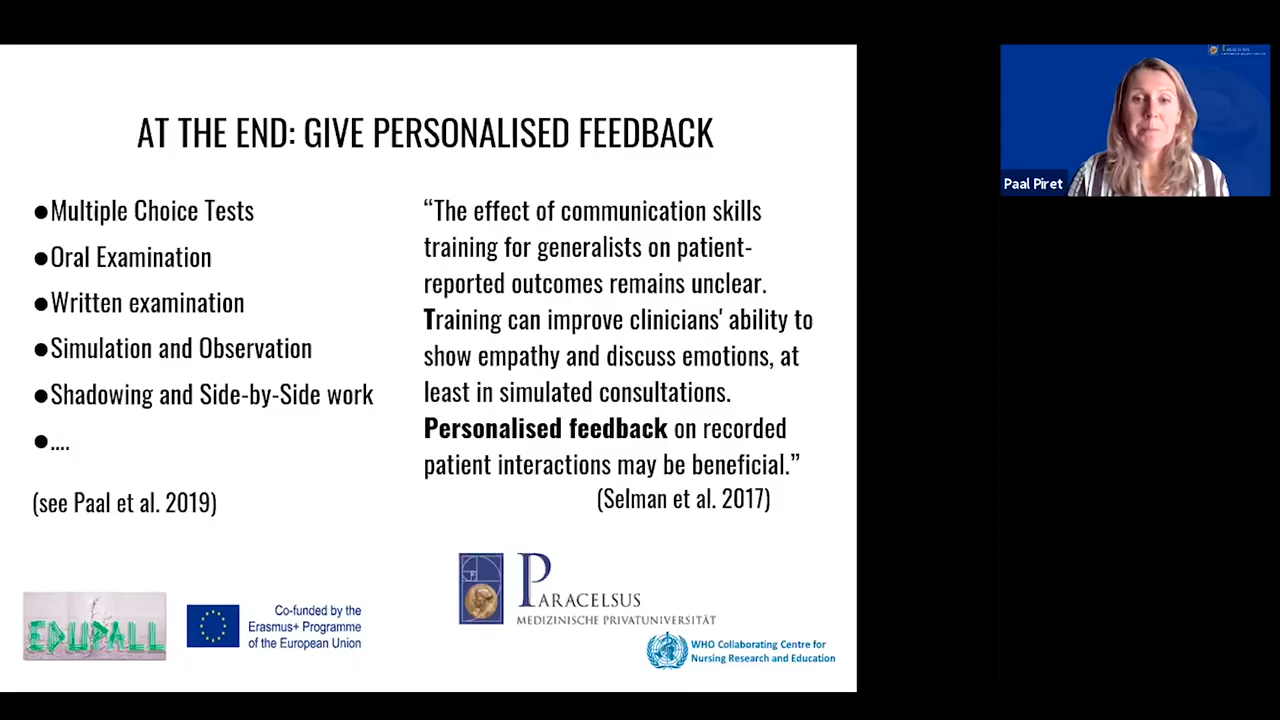 AT THE END: GIVE PERSONALISED FEEDBACK
●Multiple Choice Tests
●Oral Examination
●Written examination
●Simulation and Observation
●Shadowing and Side-by-Side work
●....
(see Paal et al. 2019)
“The effect of communication skills
training for generalists on patient-
reported outcomes remains unclear.
Training can improve clinicians' ability to
show empathy and discuss emotions, at
least in simulated consultations.
Personalised feedback on recorded
patient interactions may be beneficial.”
(Selman et al. 2017)
EDUPALL
Co-funded by the
Erasmus+ Programme
of the European Union
PARACELSUS
MEDIZINISCHE PRIVATUNIVERSITÄT
WHO Collaborating Centre for
Nursing Research and Education
PARACELSUS
Paal Piret